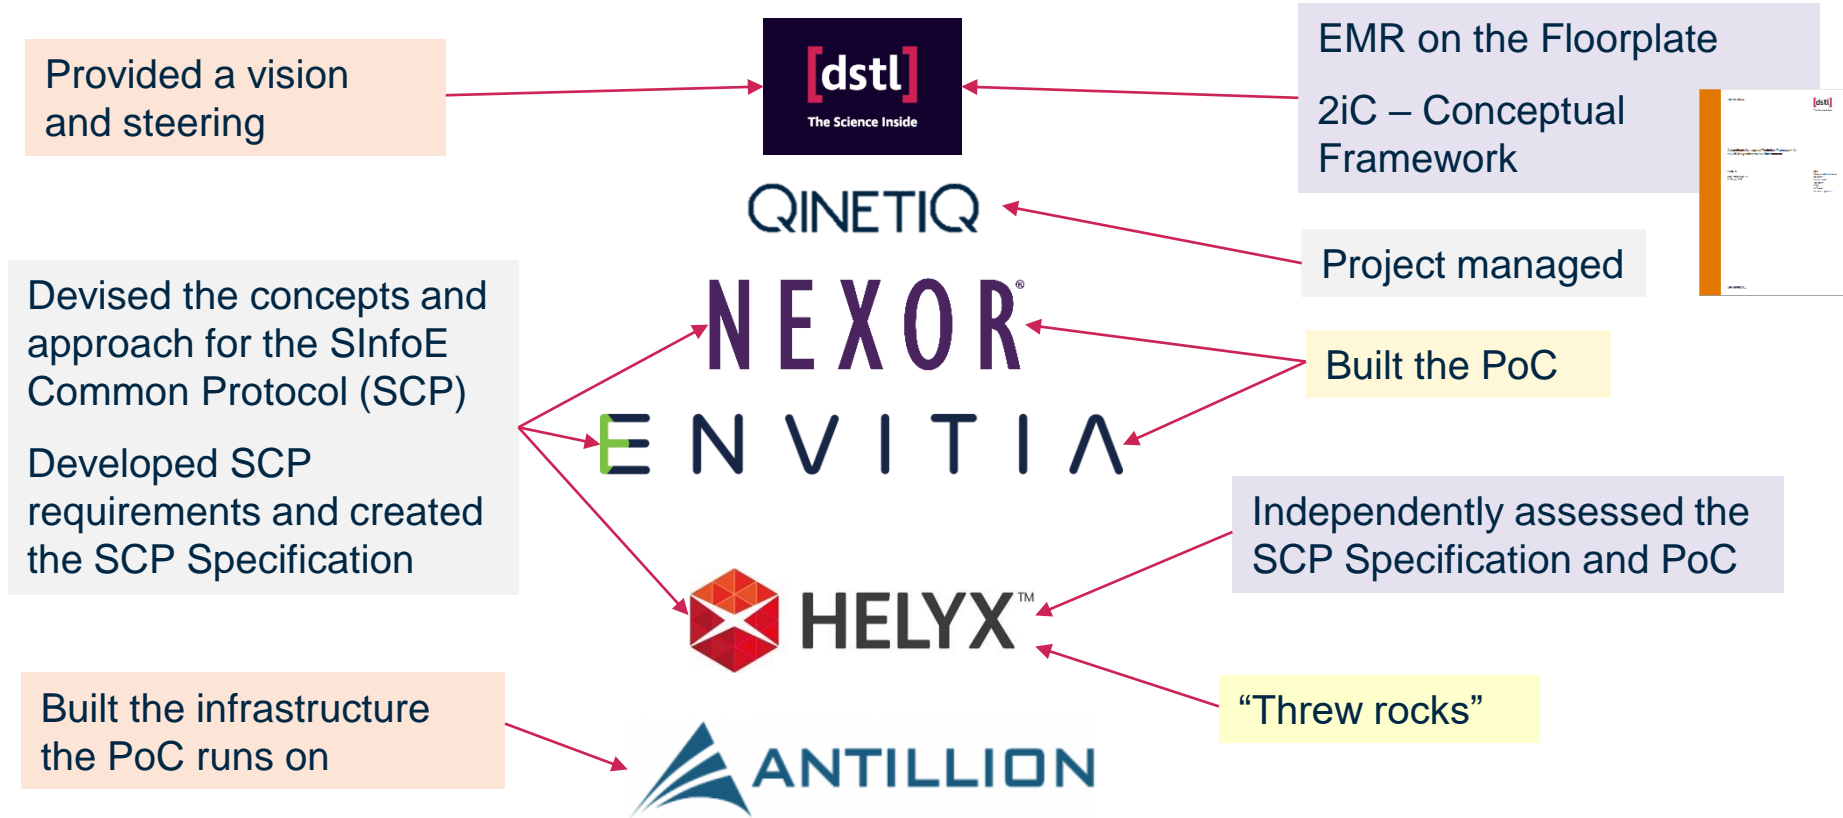 Provided a vision
and steering
[dstl]
The Science Inside
EMR on the Floorplate
2iC – Conceptual
Framework
[dstl]
QINETIQ
Project managed
Devised the concepts and
approach for the SInfoE
Common Protocol (SCP)
Developed SCP
requirements and created
the SCP Specification
NEXOR®
Built the PoC
ENVITIA
Independently assessed the
SCP Specification and PoC
HELYX™
“Threw rocks”
Built the infrastructure
the PoC runs on
ANTILLION